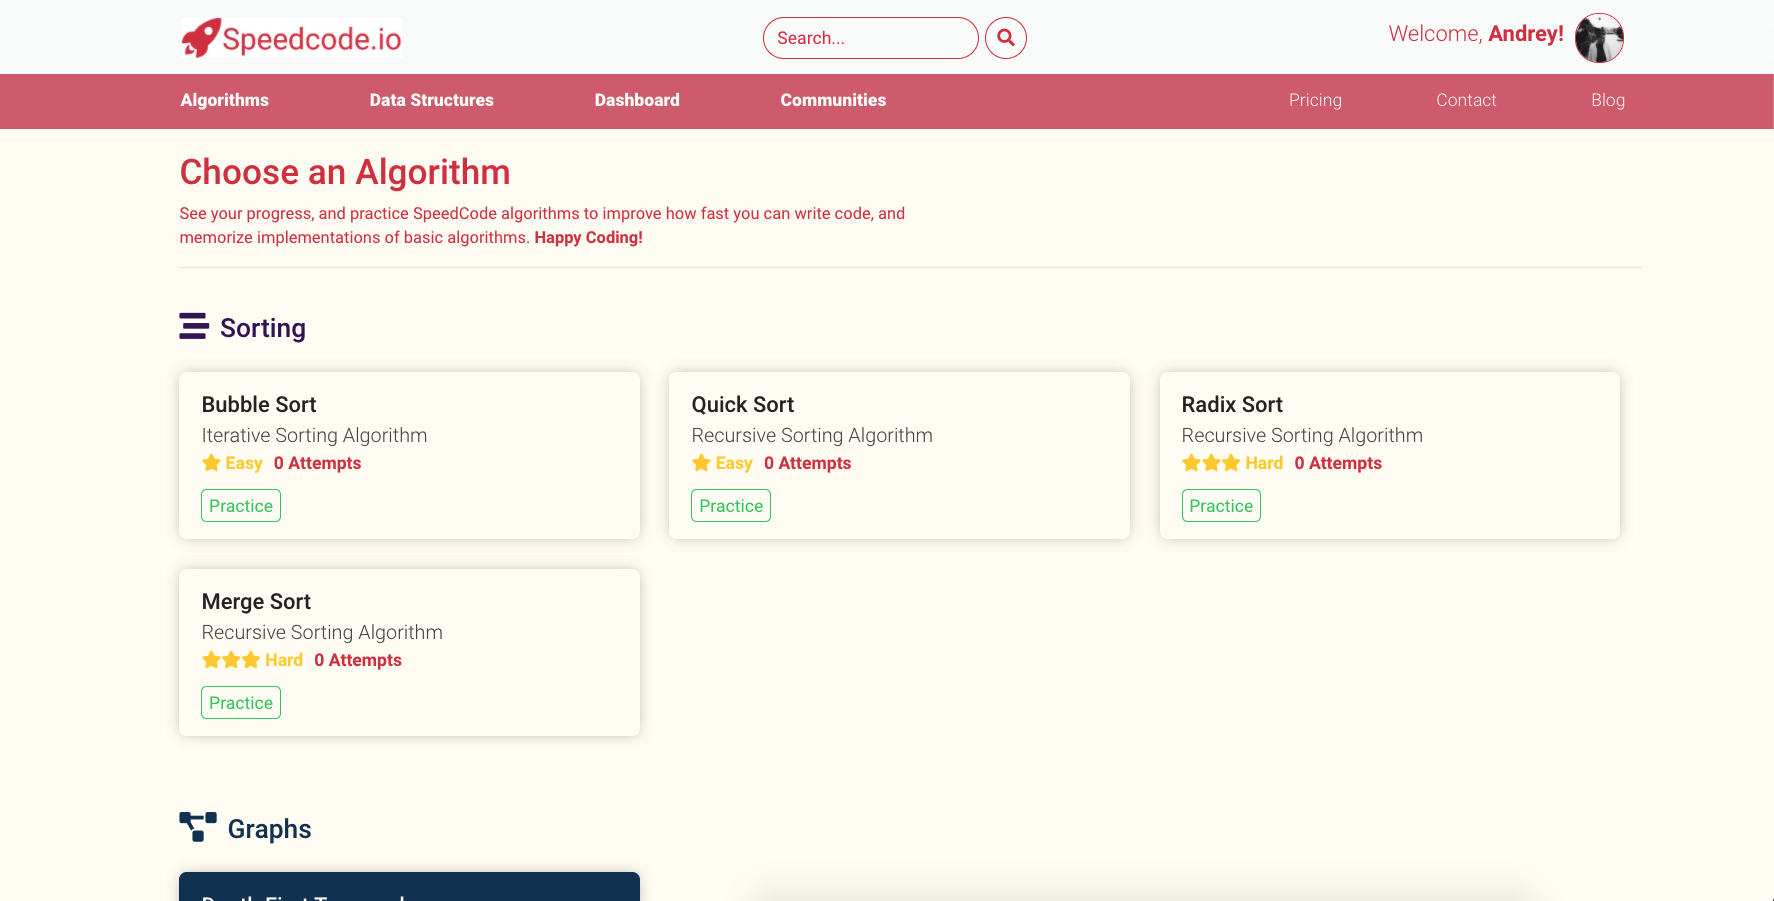 Speedcode.io
Search...
Welcome, Andrey!
Algorithms Data Structures Dashboard Communities Pricing Contact Blog
Choose an Algorithm
See your progress, and practice SpeedCode algorithms to improve how fast you can write code, and
memorize implementations of basic algorithms. Happy Coding!
Sorting
Bubble Sort
Iterative Sorting Algorithm
Easy 0 Attempts
Practice
Quick Sort
Recursive Sorting Algorithm
Easy 0 Attempts
Practice
Radix Sort
Recursive Sorting Algorithm
Hard 0 Attempts
Practice
Merge Sort
Recursive Sorting Algorithm
Hard 0 Attempts
Practice
Graphs